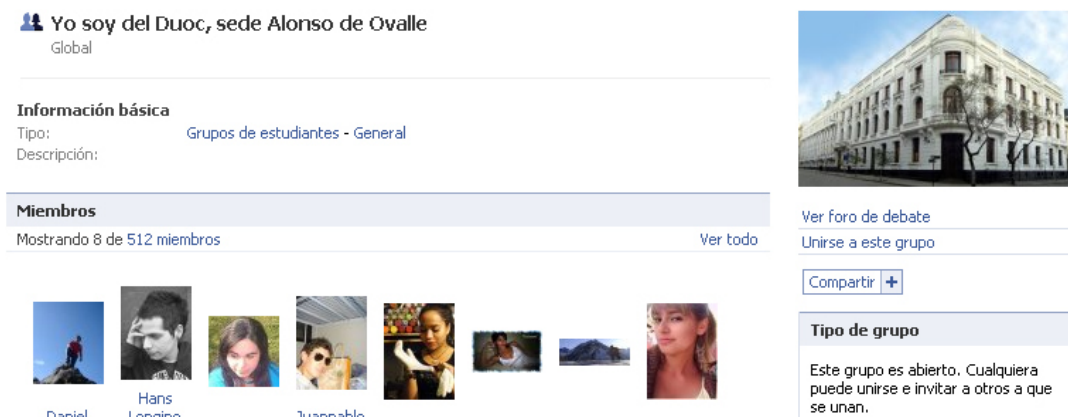 Yo soy del Duoc, sede Alonso de Ovalle
Global
Información básica
Tipo: Grupos de estudiantes - General
Descripción:
Miembros
Mostrando 8 de 512 miembros Ver todo
Hans
Daniel Longino Juanpablo
Ver foro de debate
Unirse a este grupo
Compartir +
Tipo de grupo
Este grupo es abierto. Cualquiera
puede unirse e invitar a otros a que
se unan.